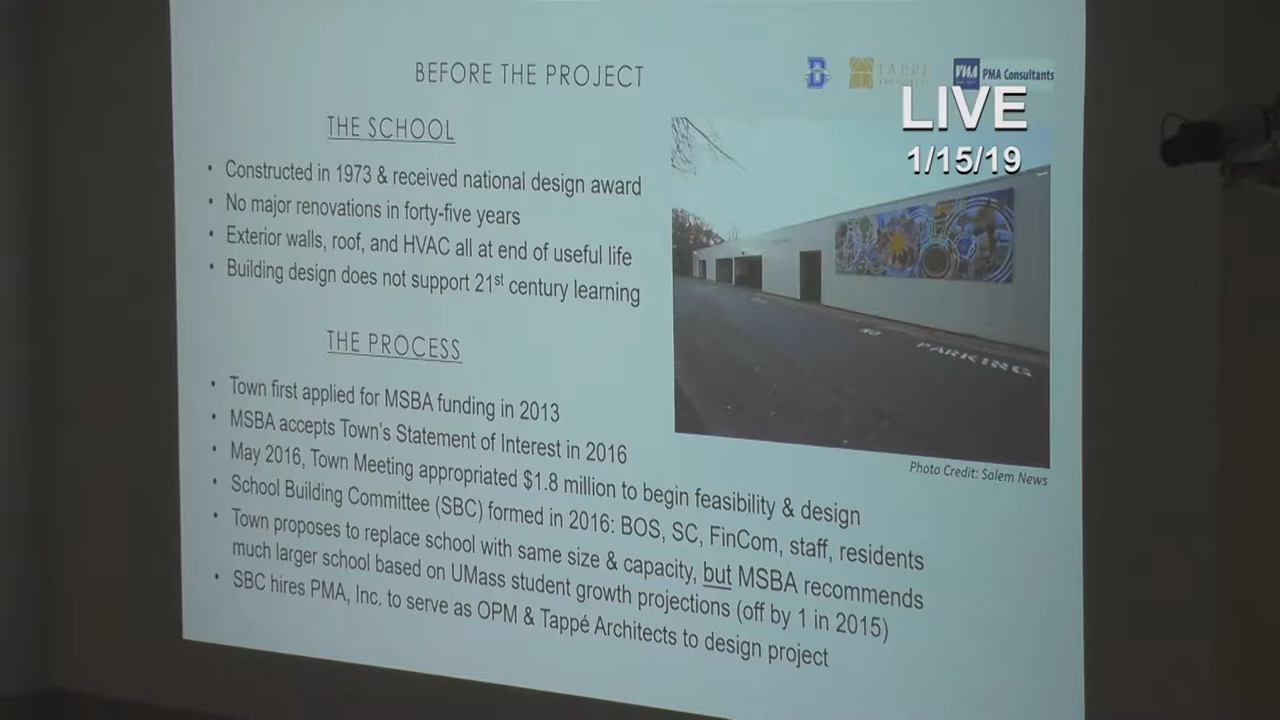 BEFORE THE PROJECT
TAPPÉ
PMA PMA Consultants
LIVE
1/15/19
THE SCHOOL
• Constructed in 1973 & received national design award
• No major renovations in forty-five years
• Exterior walls, roof, and HVAC all at end of useful life
• Building design does not support 21st century learning
NO PARKING
Photo Credit: Salem News
THE PROCESS
• Town first applied for MSBA funding in 2013
• MSBA accepts Town's Statement of Interest in 2016
• May 2016, Town Meeting appropriated $1.8 million to begin feasibility & design
• School Building Committee (SBC) formed in 2016: BOS, SC, FinCom, staff, residents
• Town proposes to replace school with same size & capacity, but MSBA recommends
much larger school based on UMass student growth projections (off by 1 in 2015)
• SBC hires PMA, Inc. to serve as OPM & Tappé Architects to design project